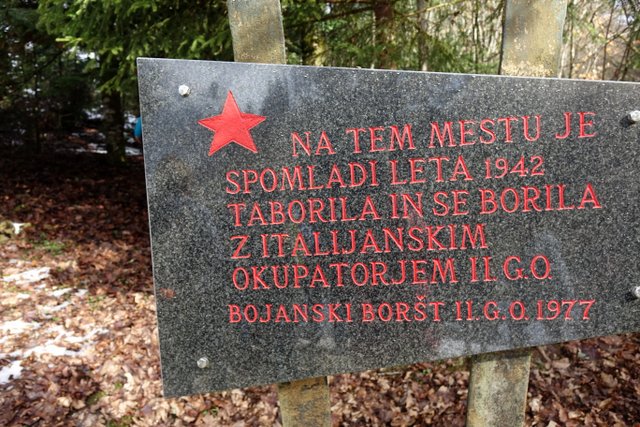 NA TEM MESTU JE
SPOMLADI LETA 1942
TABORILA IN SE BORILA
Z ITALIJANSKIM
OKUPATORJEM II.G.O
BOJANSKI BORŠT II.G.O. 1977